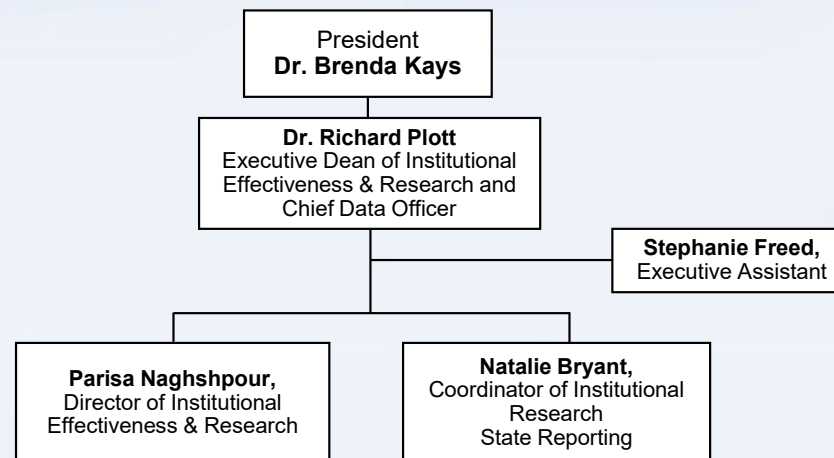 President
Dr. Brenda Kays
Dr. Richard Plott
Executive Dean of Institutional
Effectiveness & Research and
Chief Data Officer
Stephanie Freed,
Executive Assistant
Parisa Naghshpour,
Director of Institutional
Effectiveness & Research
Natalie Bryant,
Coordinator of Institutional
Research
State Reporting